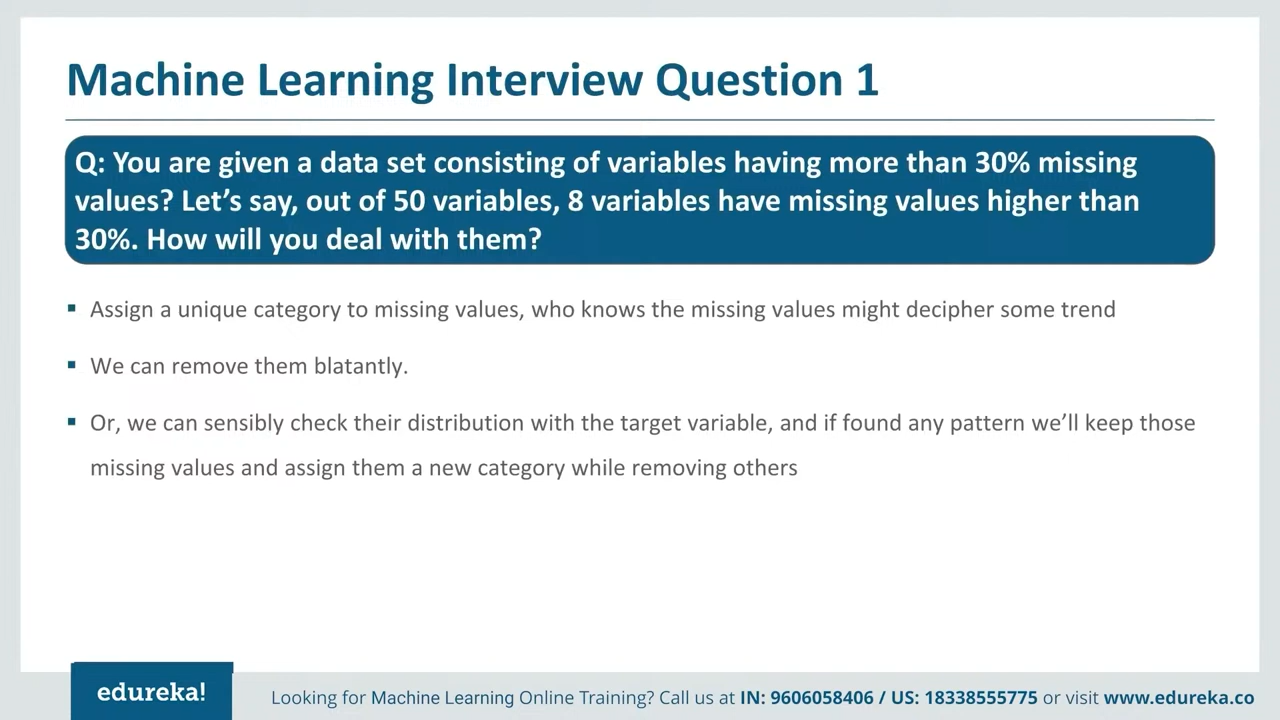 Machine Learning Interview Question 1
Q: You are given a data set consisting of variables having more than 30% missing
values? Let's say, out of 50 variables, 8 variables have missing values higher than
30%. How will you deal with them?
▪ Assign a unique category to missing values, who knows the missing values might decipher some trend
▪ We can remove them blatantly.
▪ Or, we can sensibly check their distribution with the target variable, and if found any pattern we'll keep those
missing values and assign them a new category while removing others
edureka!
Looking for Machine Learning Online Training? Call us at IN: 9606058406 / US: 18338555775 or visit www.edureka.co